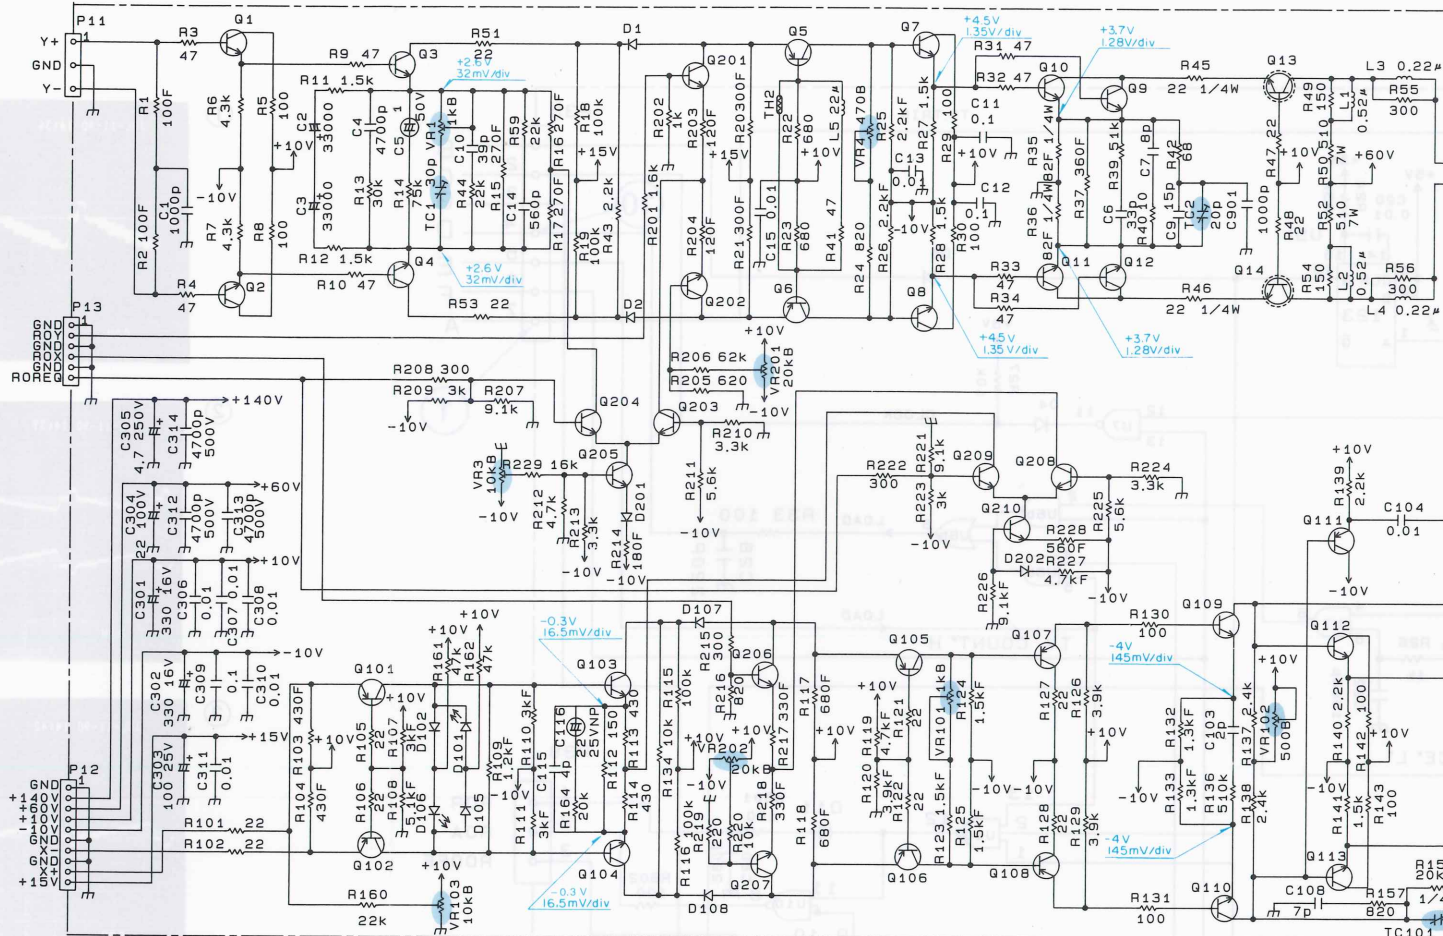 P11
1
Y+
GND
Y-
R3
47
Q1
R1
100F
R6
4.3k
R5
100
+10V
-10V
C1
1000p
R2 100F
R7
4.3k
R8
100
R4
47
Q2
R9 47
R11 1.5k
C2
33000
C3
33000
R12 1.5k
R10 47
Q3
Q4
C4
4700p
R13
30k
C5 1
50V
R14
75k
VR1
1kB
TC1 30p
C10
39p
R44
22k
R15
270F
R59
22k
C14
560p
R16 270F
R17 270F
R51
22
R53 22
+2.6V
32mV/div
+2.6V
32mV/div
R18
100k
+15V
R19
100k
R43 2.2k
D1
D2
R201 1.6k
R202
1k
Q201
R203
120F
R204
120F
Q202
R20 300F
+15V
R21 300F
Q5
TH2
R22
680
L5 22μ
+10V
C15 0.01
R23
680
R41 47
Q6
VR4 470B
R25
2.2kF
C13
0.01
R24 820
R26 2.2kF
-10V
Q7
Q8
+4.5V
1.35V/div
R27 1.5k
R28 1.5k
R29 100
R30
100
+4.5V
1.35V/div
C11
0.1
+10V
C12
0.1
R31 47
R32 47
R33
47
R34
47
Q10
Q9
Q11
Q12
+3.7V
1.28V/div
+3.7V
1.28V/div
R35
82F 1/4W
R36
82F 1/4W
R37 360F
R39 51k
C7 8p
R42
68
C6
33p
R40 10
C9 15p
TC2
20p
C901
1000p
R45
22 1/4W
R46
22 1/4W
Q13
Q14
R47 22
+10V
R48
22
R49
150
L1
0.52μ
R50 510
7W
+60V
R52
510
7W
R54
150
L2
0.52μ
L3 0.22μ
R55
300
R56
300
L4 0.22μ
P13
1
GND
ROY
GND
ROX
GND
ROREQ
R208 300
R209 3k
R207
9.1k
-10V
Q204
Q203
R206 62k
R205 620
+10V
VR201
20kB
-10V
R210
3.3k
VR3
10kB
R229 16k
-10V
Q205
R212
4.7k
R213
3.3k
-10V
D201
R214
180F
-10V
R211
5.6k
-10V
C305
4.7 250V
C314
4700p
500V
+140V
C304
22 100V
C312
4700p
500V
C313
4700p
500V
+60V
C301
330 16V
C306
0.01
C307 0.01
C308
0.01
+10V
C302
330 16V
C309
0.1
C310
0.01
-10V
C303
100 25V
C311
0.01
+15V
R222
300
R221
9.1k
R223
3k
-10V
Q209
Q208
R224
3.3k
R225
5.6k
Q210
R228
560F
D202
R227
4.7kF
R226
9.1kF
-10V
-10V
+10V
R139
2.2k
Q111
-10V
C104
0.01
P12
1
GND
+140V
+60V
+10V
-10V
GND
X-
GND
X+
+15V
R101 22
R102 22
R103 430F
+10V
R104
430F
Q101
Q102
R105
22
R106
22
+10V
R107
3kF
R108
5.1kF
R160
22k
+10V
VR103
10kB
+10V
R161
47k
+10V
R162
47k
D102
D101
D106
D105
R109
1.2kF
R110
3kF
-10V
R111
3kF
C115
4p
R164
20k
C116
22
25VNP
R112 150
Q103
Q104
-0.3V
16.5mV/div
-0.3V
16.5mV/div
R113
430
R114
430
R134 10k
R115
100k
+10V
R116
100k
D107
D108
R215
300
R216
820
VR202
20kB
+10V
-10V
R219
220
R220
10k
Q206
Q207
R217 330F
R218
330F
R117
680F
R118
680F
+10V
R119
4.7kF
R120
3.9kF
Q105
Q106
R121
22
R122
22
VR101 1kB
R124
1.5kF
-10V
R123 1.5kF
R125
1.5kF
Q107
Q108
R127
22
-10V
R128
22
R126
3.9k
+10V
R129
3.9k
R130
100
R131
100
Q109
Q110
-4V
145mV/div
-4V
145mV/div
R132
1.3kF
-10V
R133
1.3kF
C103
2p
R136
510k
R137 2.4k
R138
2.4k
+10V
VR102
500B
Q112
Q113
R140 2.2k
-10V
R141
1.5k
R142 100
+10V
R143
100
C108
7p
R157
820
R15
20k
1/4
TC101